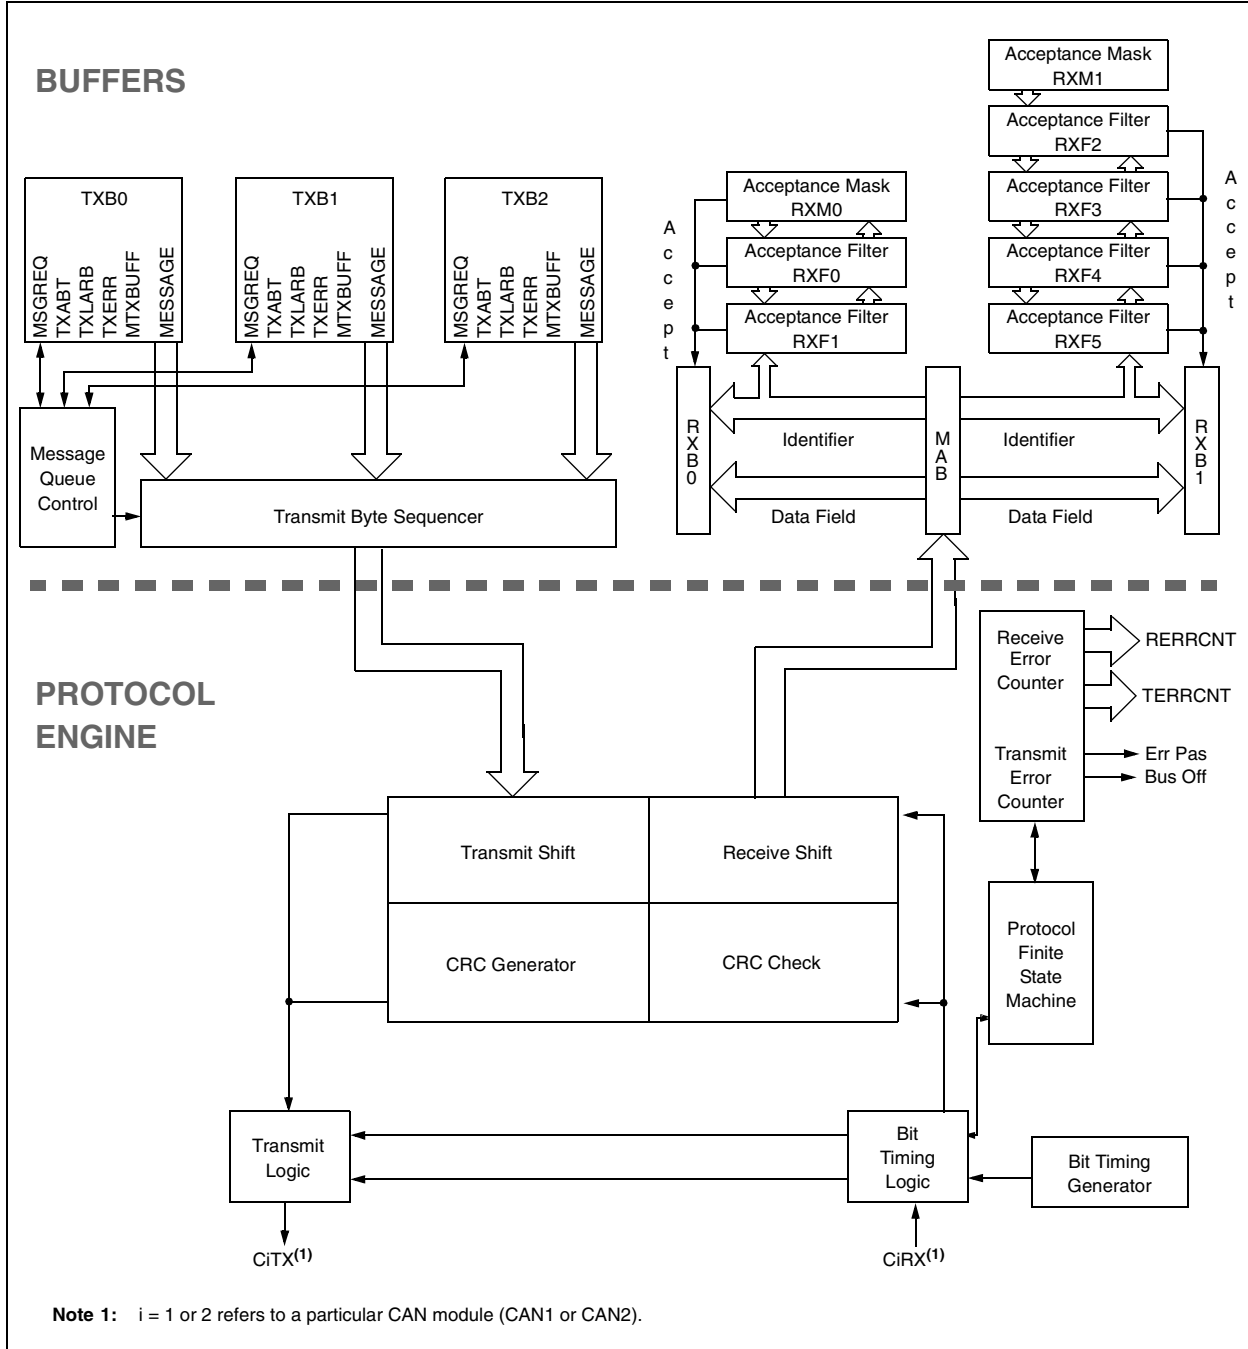 BUFFERS
Acceptance Mask
RXM1
Acceptance Filter
RXF2
Acceptance Filter
RXF3
Acceptance Filter
RXF4
Acceptance Filter
RXF5
Accept
Acceptance Mask
RXM0
Acceptance Filter
RXF0
Acceptance Filter
RXF1
Accept
TXB0
MSGREQ
TXABT
TXLARB
TXERR
MTXBUFF
MESSAGE
TXB1
MSGREQ
TXABT
TXLARB
TXERR
MTXBUFF
MESSAGE
TXB2
MSGREQ
TXABT
TXLARB
TXERR
MTXBUFF
MESSAGE
Message
Queue
Control
Transmit Byte Sequencer
RXB0
Identifier
Data Field
MAB
Identifier
Data Field
RXB1
PROTOCOL
ENGINE
Receive
Error
Counter
Transmit
Error
Counter
RERRCNT
TERRCNT
Err Pas
Bus Off
Transmit Shift
Receive Shift
CRC Generator
CRC Check
Protocol
Finite
State
Machine
Transmit
Logic
Bit
Timing
Logic
Bit Timing
Generator
CiTX(1)
CiRX(1)
Note 1: i = 1 or 2 refers to a particular CAN module (CAN1 or CAN2).